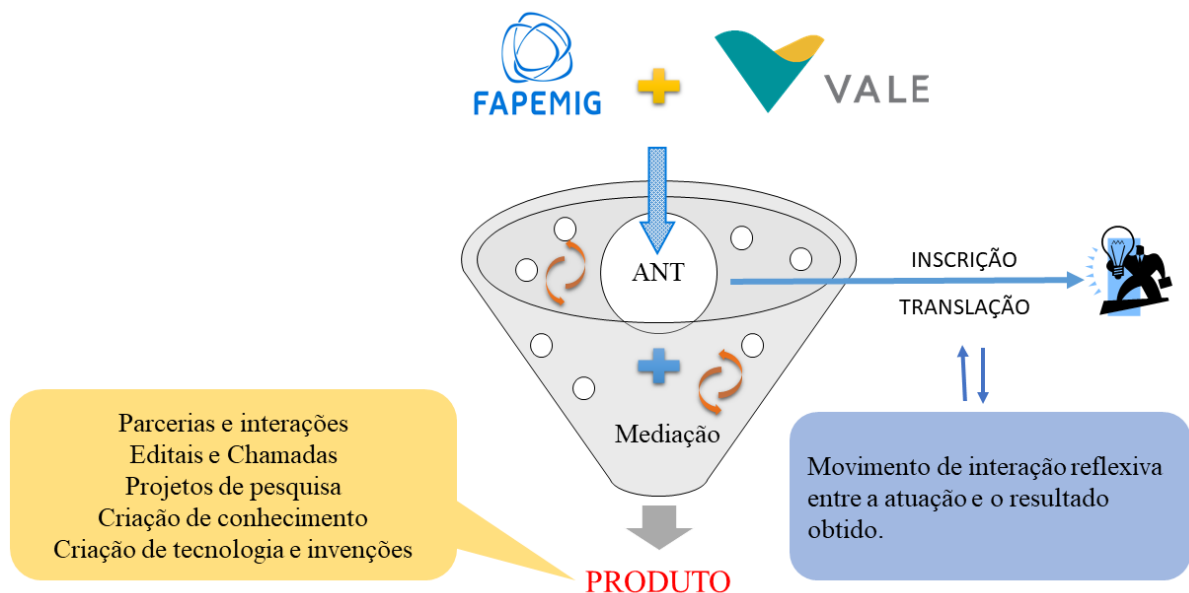 FAPEMIG
VALE
ANT
INSCRIÇÃO
TRANSLAÇÃO
Mediação
Parcerias e interações
Editais e Chamadas
Projetos de pesquisa
Criação de conhecimento
Criação de tecnologia e invenções
Movimento de interação reflexiva
entre a atuação e o resultado
obtido.
PRODUTO